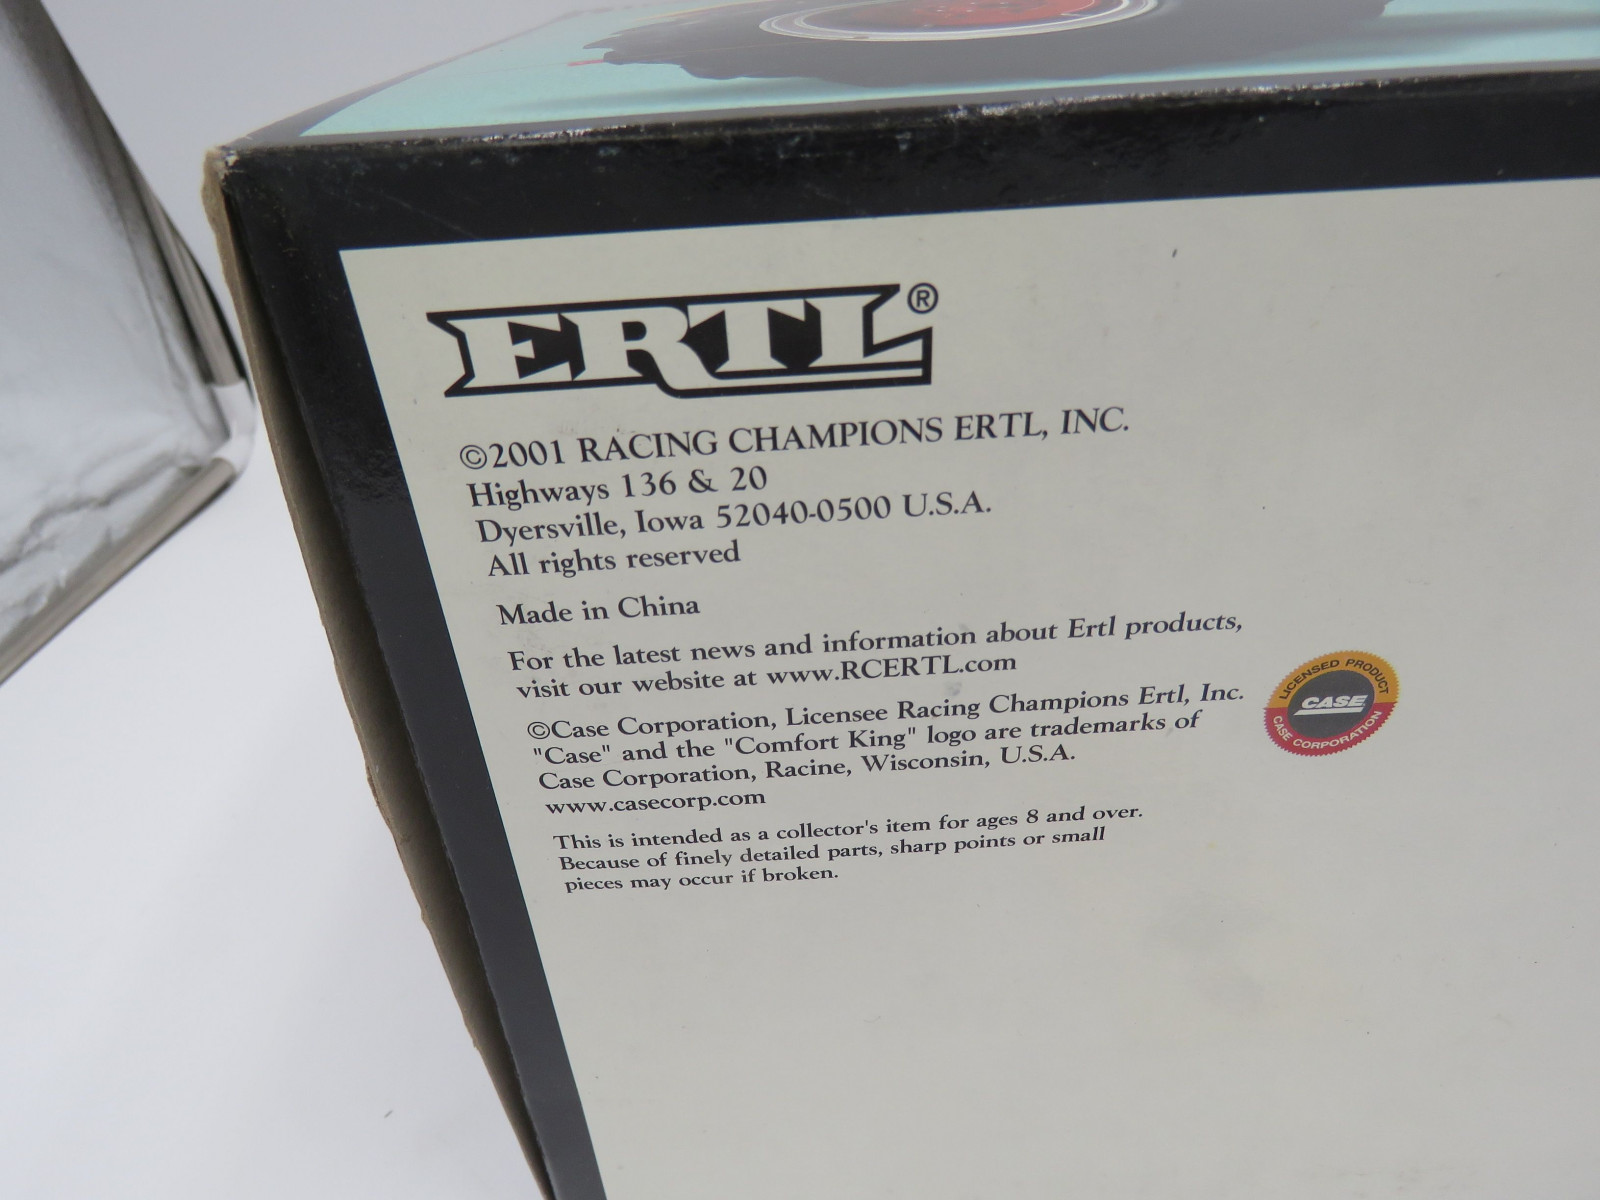 ERTL®
©2001 RACING CHAMPIONS ERTL, INC.
Highways 136 & 20
Dyersville, Iowa 52040-0500 U.S.A.
All rights reserved
Made in China
For the latest news and information about Ertl products,
visit our website at www.RCERTL.com
©Case Corporation, Licensee Racing Champions Ertl, Inc.
"Case" and the "Comfort King" logo are trademarks of
Case Corporation, Racine, Wisconsin, U.S.A.
www.casecorp.com
This is intended as a collector's item for ages 8 and over.
Because of finely detailed parts, sharp points or small
pieces may occur if broken.
LICENSED PRODUCT
CASE
CASE CORPORATION